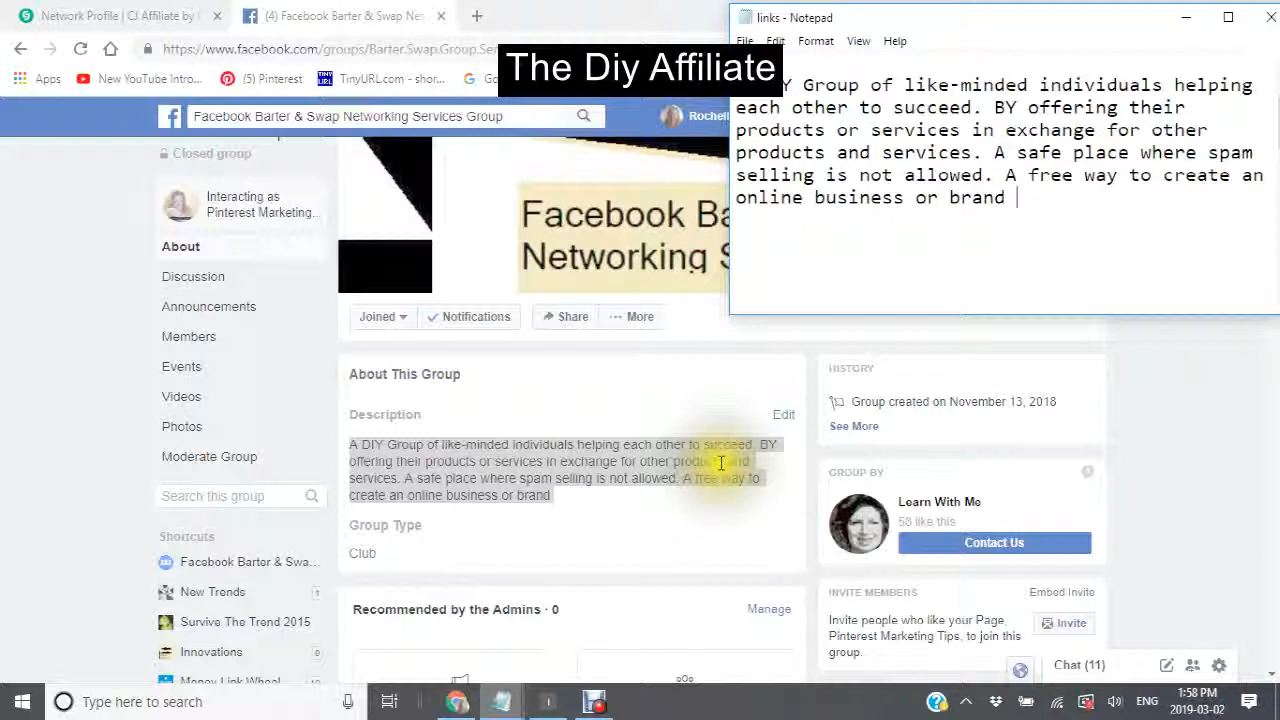 Network Profile | CJ Affiliate by C
(4) Facebook Barter & Swap Net
links - Notepad
File Edit Format View Help
https://www.facebook.com/groups/Barter.Swap.Group.Ser
Apps
New YouTube Intro...
(5) Pinterest
TinyURL.com - shor...
The Diy Affiliate
Y Group of like-minded individuals helping
each other to succeed. BY offering their
products or services in exchange for other
products and services. A safe place where spam
selling is not allowed. A free way to create an
online business or brand
Facebook Barter & Swap Networking Services Group
Rochell
Closed group
Interacting as
Pinterest Marketing...
About
Discussion
Announcements
Members
Events
Videos
Photos
Moderate Group
Search this group
Shortcuts
Facebook Barter & Swa...
New Trends
Survive The Trend 2015
Innovations
Money Link Wheel
Facebook Ba
Networking S
Joined
Notifications
Share
More
About This Group
Description
Edit
A DIY Group of like-minded individuals helping each other to succeed. BY
offering their products or services in exchange for other products and
services. A safe place where spam selling is not allowed. A free way to
create an online business or brand
Group Type
Club
Recommended by the Admins · 0
Manage
HISTORY
Group created on November 13, 2018
See More
GROUP BY
Learn With Me
58 like this
Contact Us
INVITE MEMBERS
Embed Invite
Invite people who like your Page,
Pinterest Marketing Tips, to join this
group.
Invite
Chat (11)
Type here to search
ENG
1:58 PM
2019-03-02